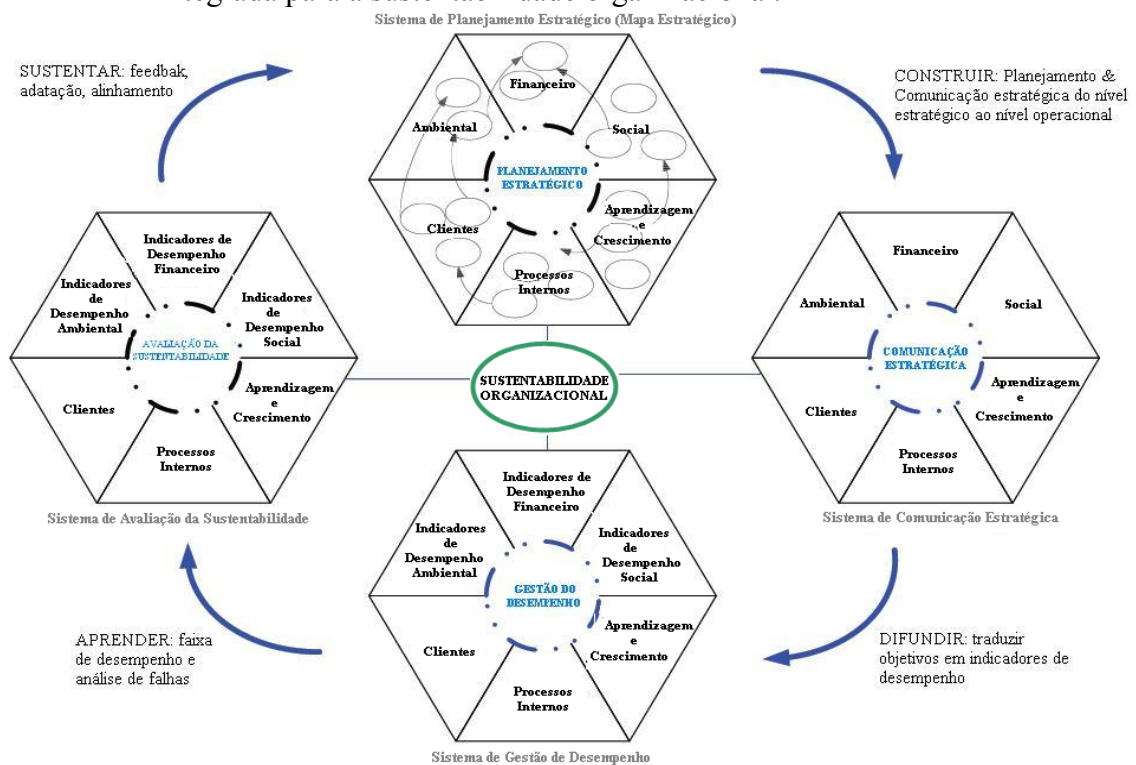 tegrada para a sustentabilidade organizacional.
Sistema de Planejamento Estratégico (Mapa Estratégico)
SUSTENTAR: feedbak,
adatação, alinhamento
CONSTRUIR: Planejamento &
Comunicação estratégica do nível
estratégico ao nível operacional
Financeiro
Ambiental
Social
PLANEJAMENTO
ESTRATÉGICO
Clientes
Aprendizagem
e
Crescimento
Processos
Internos
Indicadores de
Desempenho
Financeiro
Indicadores
de
Desempenho
Ambiental
Indicadores
de
Desempenho
Social
AVALIAÇÃO DA
SUSTENTABILIDADE
Clientes
Aprendizagem
e
Crescimento
Processos
Internos
Sistema de Avaliação da Sustentabilidade
SUSTENTABILIDADE
ORGANIZACIONAL
Financeiro
Ambiental
Social
COMUNICAÇÃO
ESTRATÉGICA
Clientes
Aprendizagem
e
Crescimento
Processos
Internos
Sistema de Comunicação Estratégica
Indicadores de
Desempenho
Financeiro
Indicadores
de
Desempenho
Ambiental
Indicadores
de
Desempenho
Social
GESTÃO DO
DESEMPENHO
Clientes
Aprendizagem
e
Crescimento
Processos
Internos
Sistema de Gestão de Desempenho
APRENDER: faixa
de desempenho e
análise de falhas
DIFUNDIR: traduzir
objetivos em indicadores de
desempenho